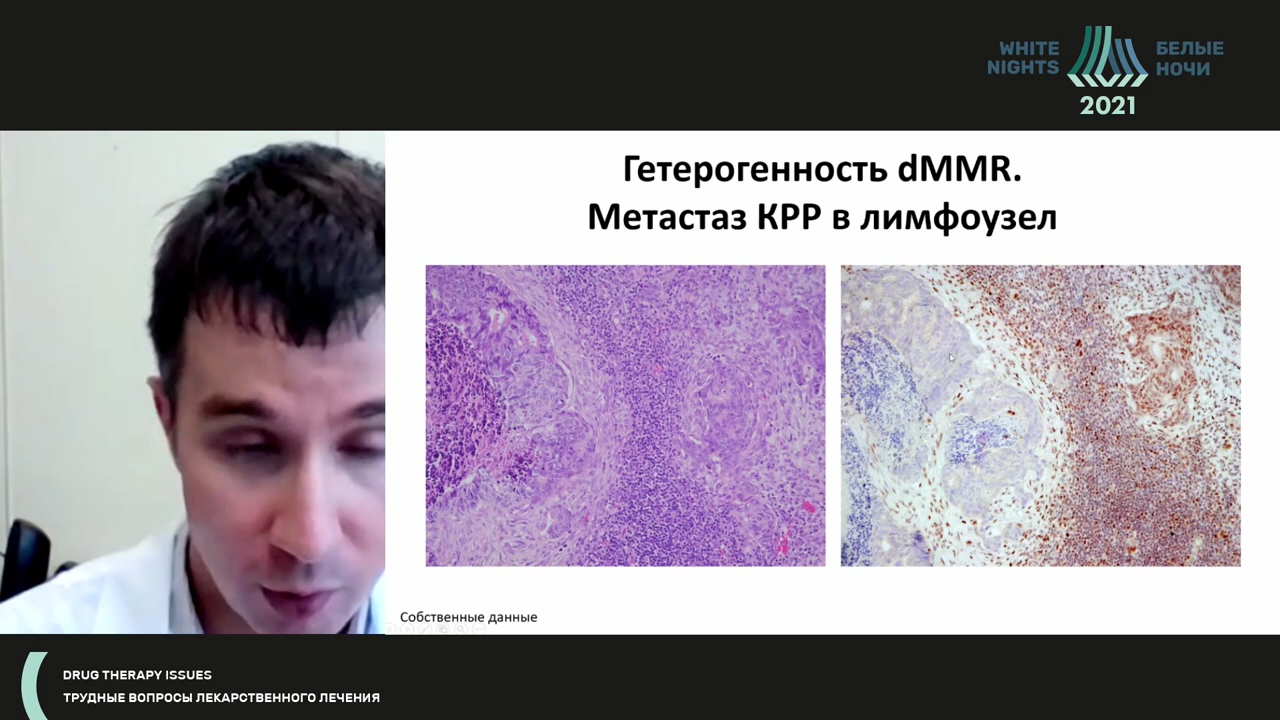 WHITE
NIGHTS
БЕЛЫЕ
НОЧИ
2021
Гетерогенность dMMR.
Метастаз КРР в лимфоузел
Собственные данные
DRUG THERAPY ISSUES
ТРУДНЫЕ ВОПРОСЫ ЛЕКАРСТВЕННОГО ЛЕЧЕНИЯ